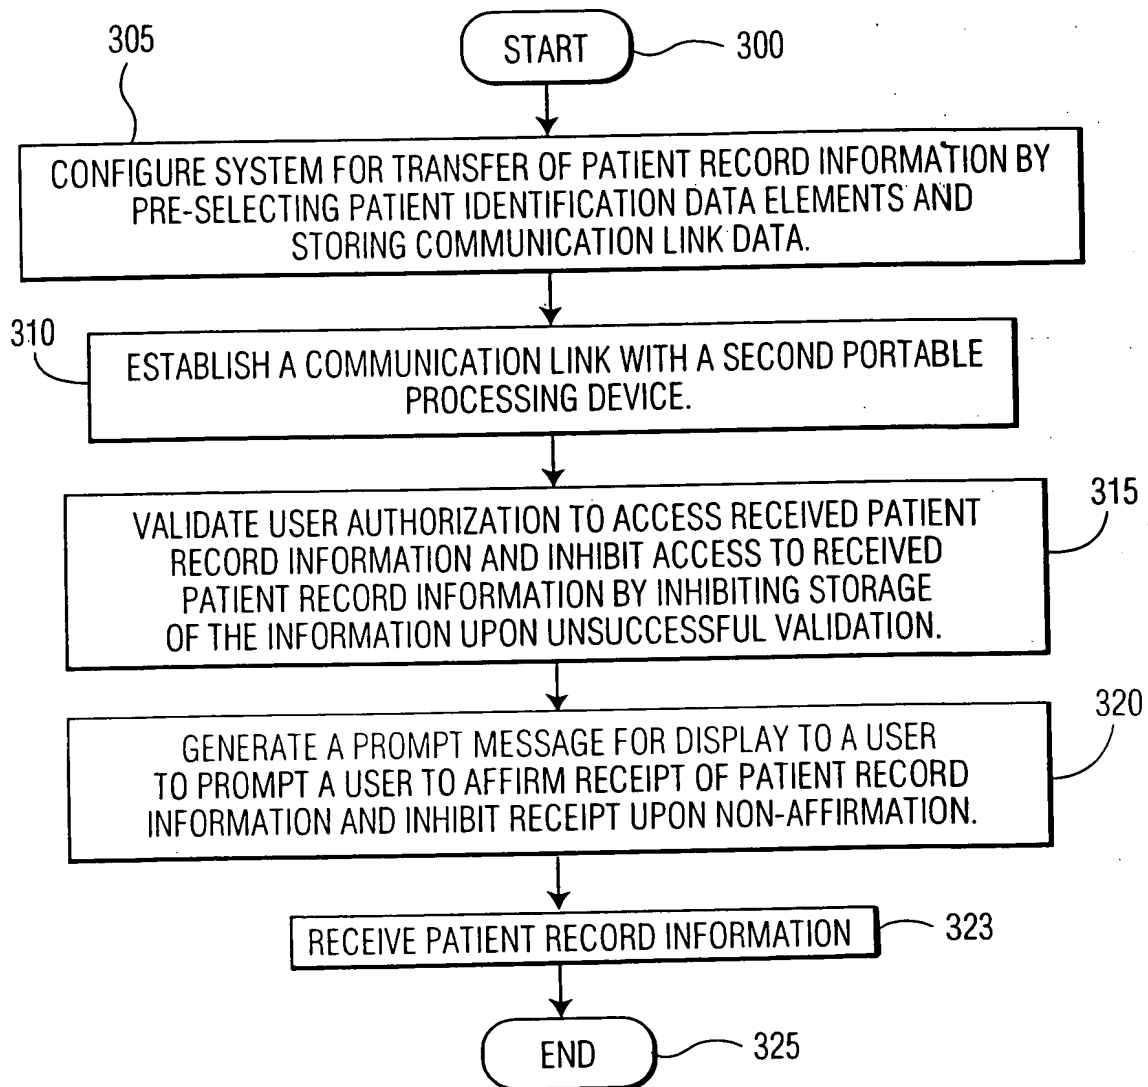 START
300
305
CONFIGURE SYSTEM FOR TRANSFER OF PATIENT RECORD INFORMATION BY
PRE-SELECTING PATIENT IDENTIFICATION DATA ELEMENTS AND
STORING COMMUNICATION LINK DATA.
310
ESTABLISH A COMMUNICATION LINK WITH A SECOND PORTABLE
PROCESSING DEVICE.
315
VALIDATE USER AUTHORIZATION TO ACCESS RECEIVED PATIENT
RECORD INFORMATION AND INHIBIT ACCESS TO RECEIVED
PATIENT RECORD INFORMATION BY INHIBITING STORAGE
OF THE INFORMATION UPON UNSUCCESSFUL VALIDATION.
320
GENERATE A PROMPT MESSAGE FOR DISPLAY TO A USER
TO PROMPT A USER TO AFFIRM RECEIPT OF PATIENT RECORD
INFORMATION AND INHIBIT RECEIPT UPON NON-AFFIRMATION.
RECEIVE PATIENT RECORD INFORMATION
323
END
325